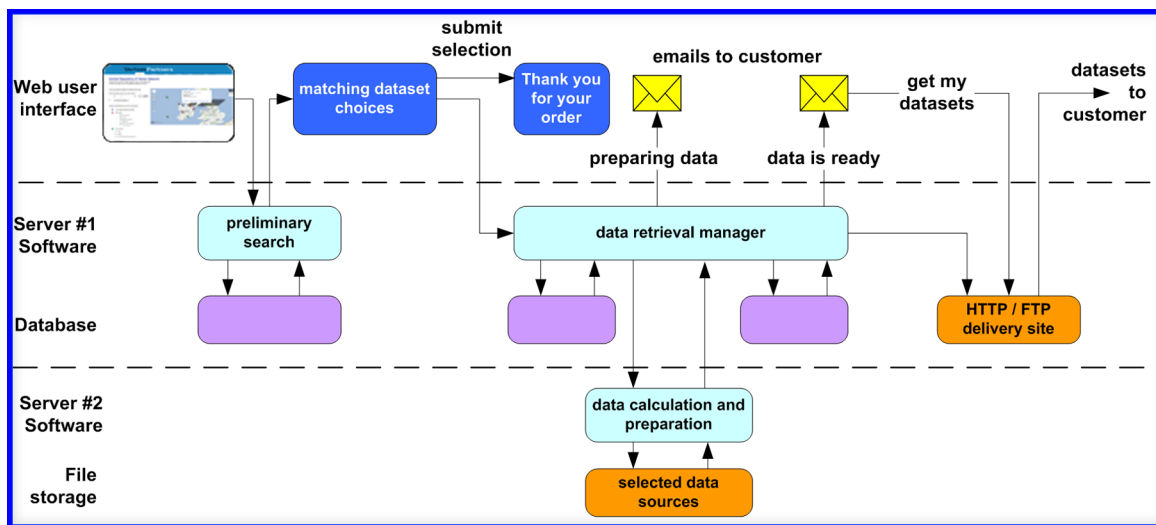 submit
selection
emails to customer
Web user
interface
Partners
matching dataset
choices
Thank you
for your
order
get my
datasets
datasets
to
customer
preparing data
data is ready
Server #1
Software
preliminary
search
data retrieval manager
Database
HTTP / FTP
delivery site
Server #2
Software
data calculation and
preparation
File
storage
selected data
sources